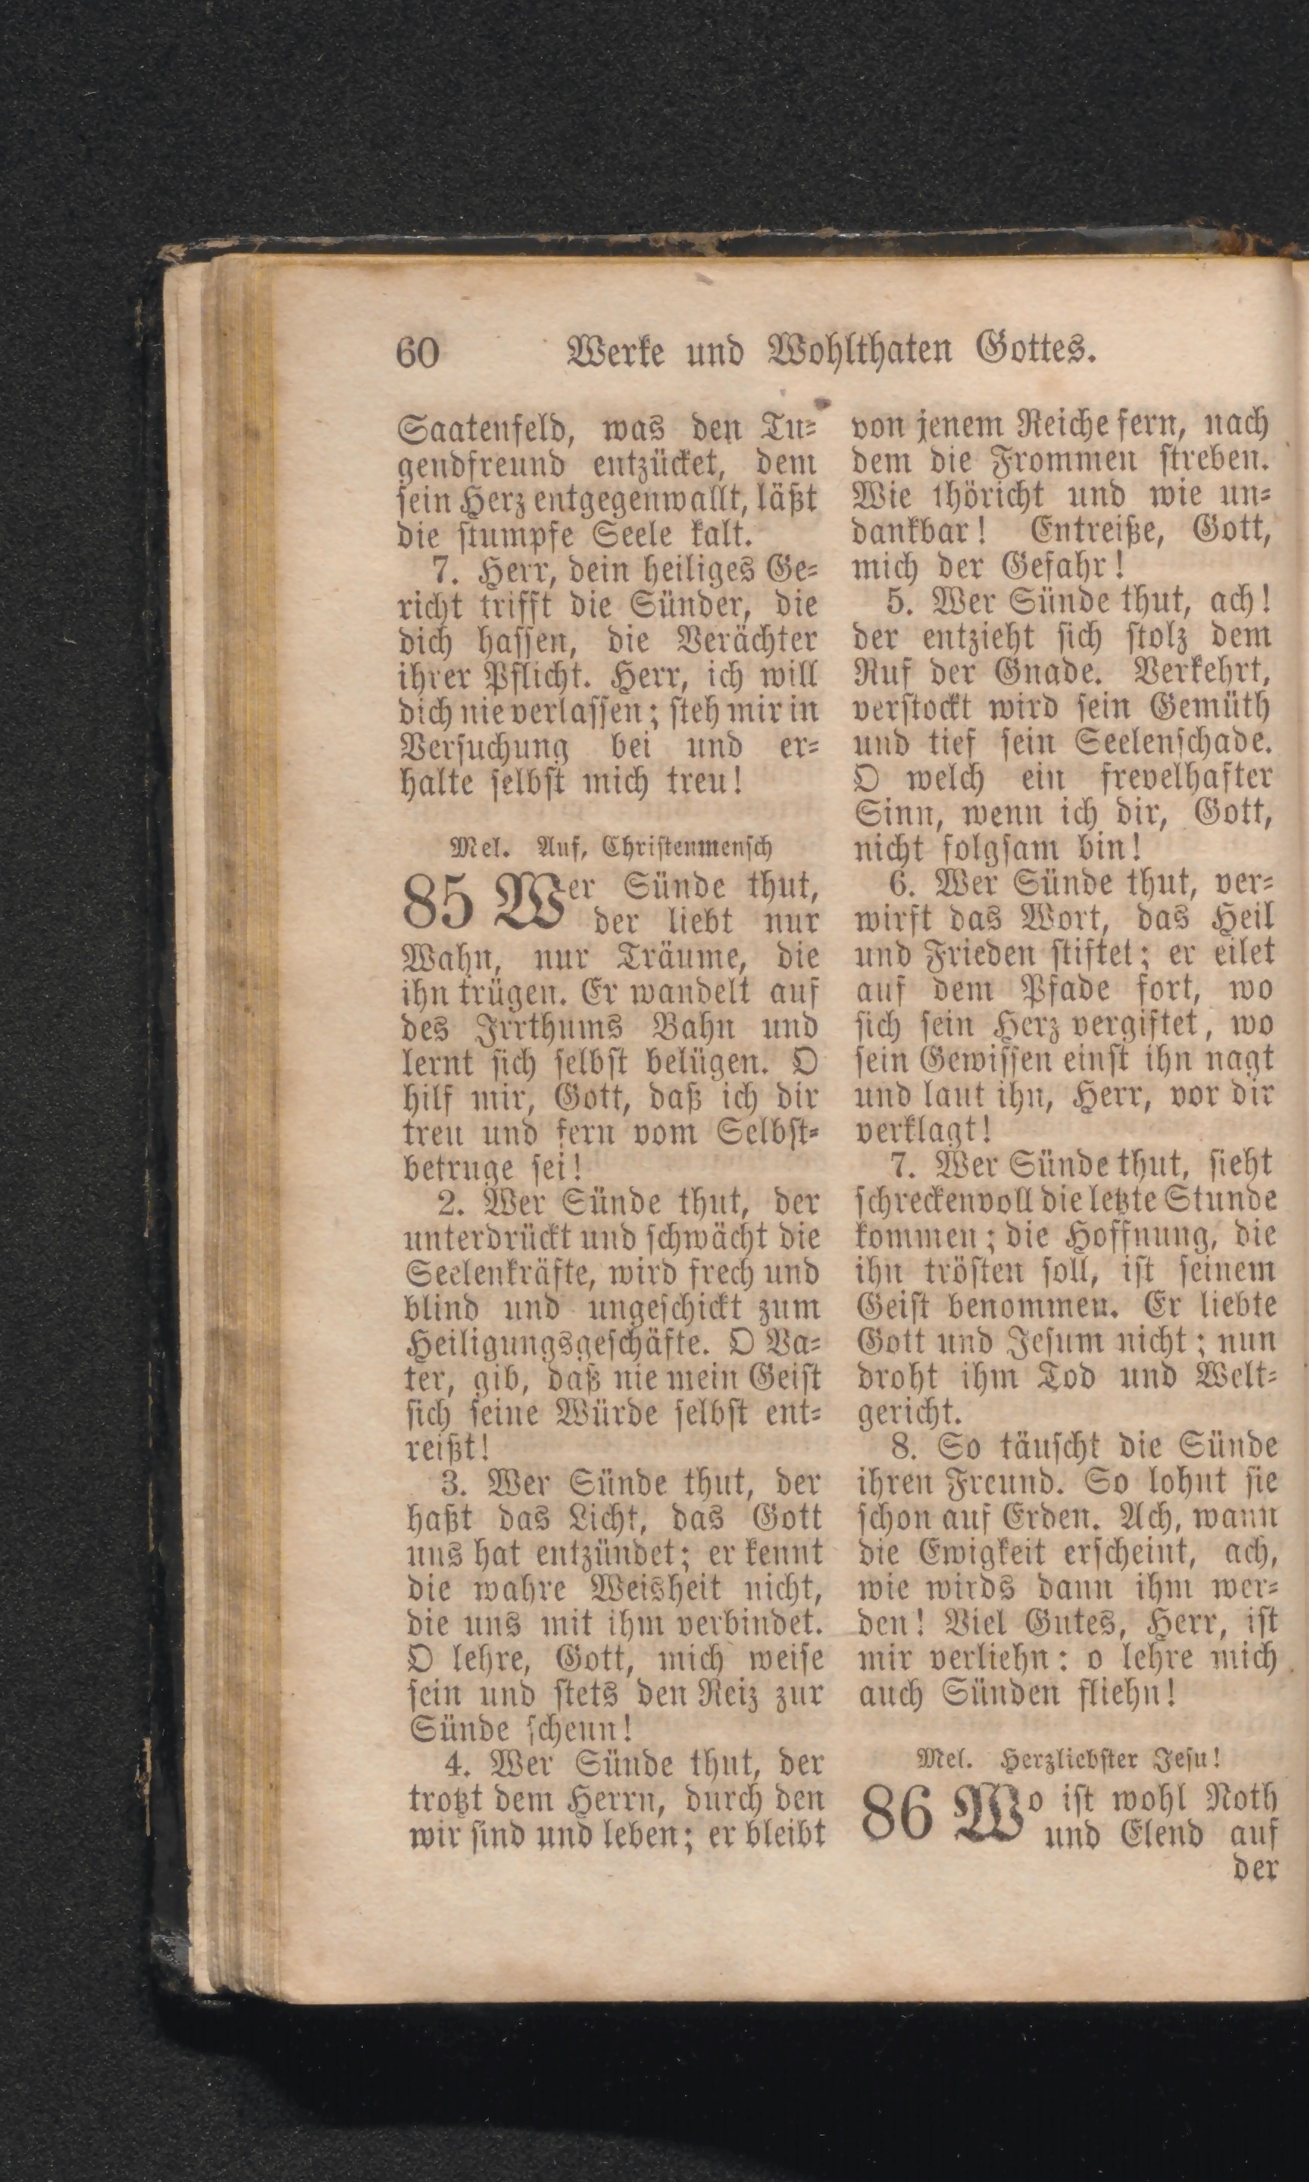 60 Werke und Wohlthaten Gottes.
Saatenfeld, was den Tu-
gendfreund entzücket, dem
sein Herz entgegenwallt, läßt
die stumpfe Seele kalt.
7. Herr, dein heiliges Ge-
richt trifft die Sünder, die
dich hassen, die Verächter
ihrer Pflicht. Herr, ich will
dich nie verlassen; steh mir in
Versuchung bei und er-
halte selbst mich treu!
Mel. Auf, Christenmensch
85 Wer Sünde thut,
der liebt nur
Wahn, nur Träume, die
ihn trügen. Er wandelt auf
des Irrthums Bahn und
lernt sich selbst belügen. O
hilf mir, Gott, daß ich dir
treu und fern vom Selbst-
betruge sei!
2. Wer Sünde thut, der
unterdrückt und schwächt die
Seelenkräfte, wird frech und
blind und ungeschickt zum
Heiligungsgeschäfte. O Va-
ter, gib, daß nie mein Geist
sich seine Würde selbst ent-
reißt!
3. Wer Sünde thut, der
haßt das Licht, das Gott
uns hat entzündet; er kennt
die wahre Weisheit nicht,
die uns mit ihm verbindet.
O lehre, Gott, mich weise
sein und stets den Reiz zur
Sünde scheun!
4. Wer Sünde thut, der
trotzt dem Herrn, durch den
wir sind und leben; er bleibt
von jenem Reiche fern, nach
dem die Frommen streben.
Wie thöricht und wie un-
dankbar! Entreiße, Gott,
mich der Gefahr!
5. Wer Sünde thut, ach!
der entzieht sich stolz dem
Ruf der Gnade. Verkehrt,
verstockt wird sein Gemüth
und tief sein Seelenschade.
O welch ein frevelhafter
Sinn, wenn ich dir, Gott,
nicht folgsam bin!
6. Wer Sünde thut, ver-
wirft das Wort, das Heil
und Frieden stiftet; er eilet
auf dem Pfade fort, wo
sich sein Herz vergiftet, wo
sein Gewissen einst ihn nagt
und laut ihn, Herr, vor dir
verklagt!
7. Wer Sünde thut, sieht
schreckenvoll die letzte Stunde
kommen; die Hoffnung, die
ihn trösten soll, ist seinem
Geist benommen. Er liebte
Gott und Jesum nicht; nun
droht ihm Tod und Welt-
gericht.
8. So täuscht die Sünde
ihren Freund. So lohnt sie
schon auf Erden. Ach, wann
die Ewigkeit erscheint, ach,
wie wirds dann ihm wer-
den! Viel Gutes, Herr, ist
mir verliehn: o lehre mich
auch Sünden fliehn!
Mel. Herzliebster Jesu!
86 Wo ist wohl Noth
und Elend auf
der